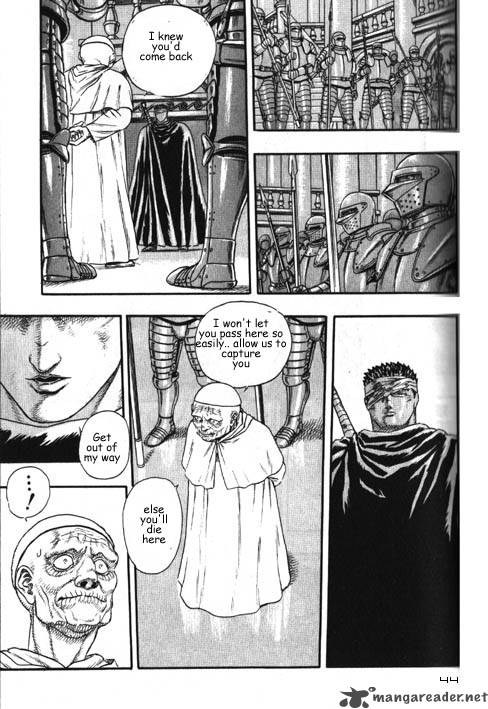 I knew
you'd
come back
I won't let
you pass here so
easily.. allow us to
capture
you
else
you'll
die
here
Get
out of
my way
...!
44
mangareader.net